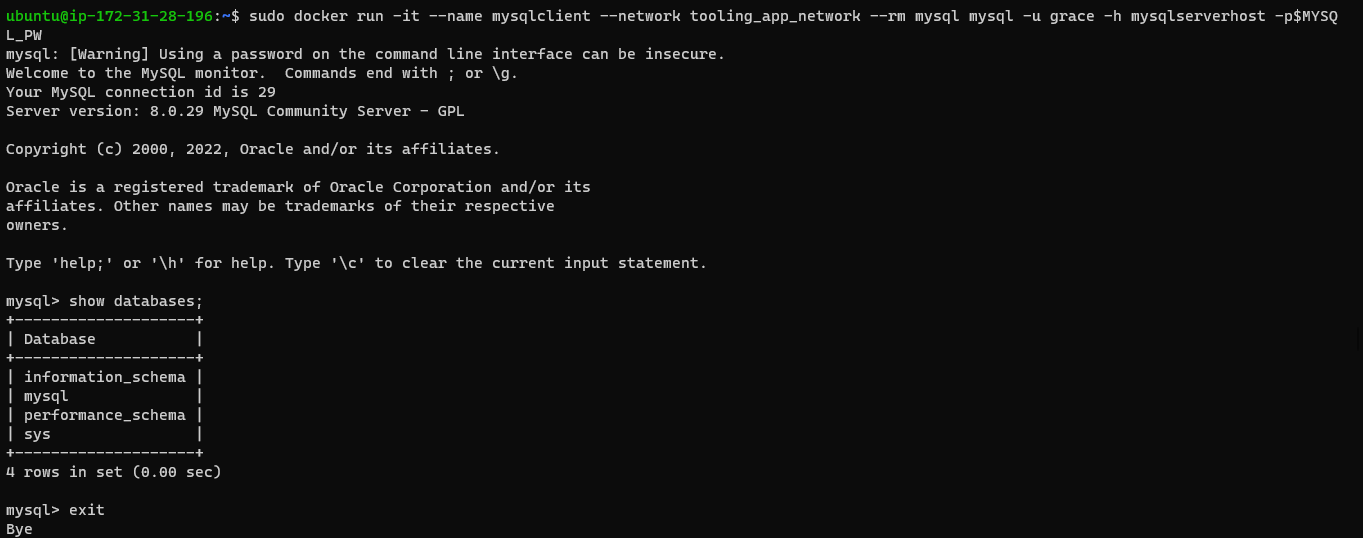 ubuntu@ip-172-31-28-196:~$ sudo docker run -it --name mysqlclient --network tooling_app_network --rm mysql mysql -u grace -h mysqlserverhost -p$MYSQ
L_PW
mysql: [Warning] Using a password on the command line interface can be insecure.
Welcome to the MySQL monitor.  Commands end with ; or \g.
Your MySQL connection id is 29
Server version: 8.0.29 MySQL Community Server - GPL

Copyright (c) 2000, 2022, Oracle and/or its affiliates.

Oracle is a registered trademark of Oracle Corporation and/or its
affiliates. Other names may be trademarks of their respective
owners.

Type 'help;' or '\h' for help. Type '\c' to clear the current input statement.

mysql> show databases;
+--------------------+
| Database           |
+--------------------+
| information_schema |
| mysql              |
| performance_schema |
| sys                |
+--------------------+
4 rows in set (0.00 sec)

mysql> exit
Bye